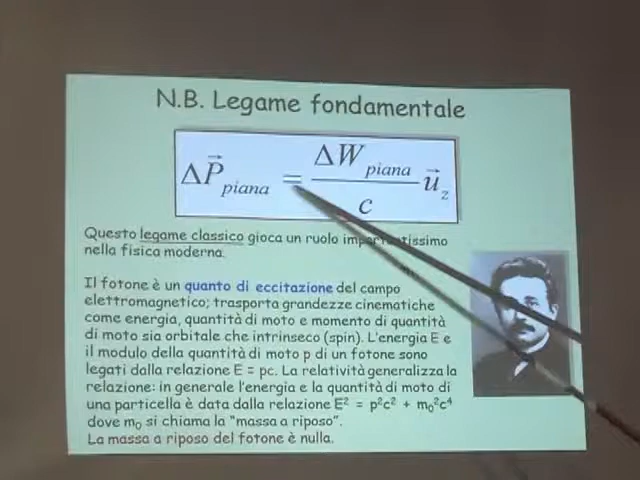 N.B. Legame fondamentale
ΔP⃗ piana = ΔW piana / c u⃗ z
Questo legame classico gioca un ruolo importantissimo
nella fisica moderna.
Il fotone è un quanto di eccitazione del campo
elettromagnetico; trasporta grandezze cinematiche
come energia, quantità di moto e momento di quantità
di moto sia orbitale che intrinseco (spin). L'energia E e
il modulo della quantità di moto p di un fotone sono
legati dalla relazione E = pc. La relatività generalizza la
relazione: in generale l'energia e la quantità di moto di
una particella è data dalla relazione E² = p²c² + m₀²c⁴
dove m₀ si chiama la "massa a riposo".
La massa a riposo del fotone è nulla.